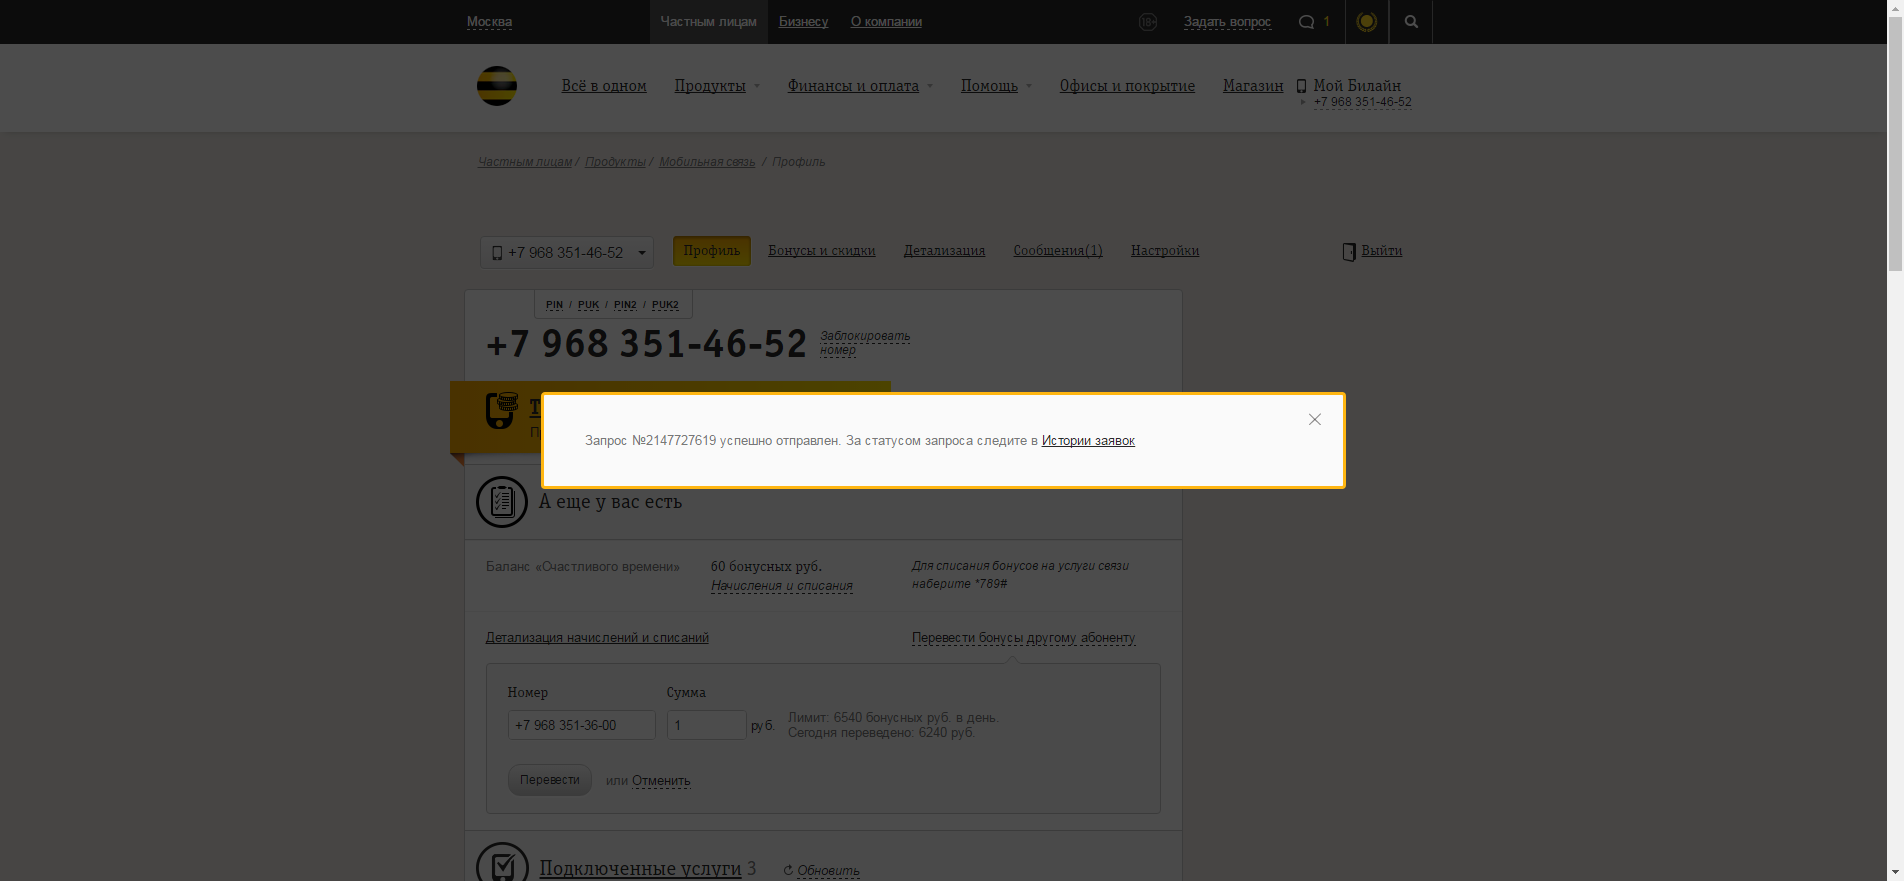 Москва
Частным лицам
Бизнесу
О компании
18+
Задать вопрос
1
Всё в одном
Продукты
Финансы и оплата
Помощь
Офисы и покрытие
Магазин
Мой Билайн
+7 968 351-46-52
Частным лицам / Продукты / Мобильная связь / Профиль
+7 968 351-46-52
Профиль
Бонусы и скидки
Детализация
Сообщения(1)
Настройки
Выйти
PIN / PUK / PIN2 / PUK2
+7 968 351-46-52
Заблокировать
номер
Запрос №2147727619 успешно отправлен. За статусом запроса следите в Истории заявок
А еще у вас есть
Баланс «Счастливого времени»
60 бонусных руб.
Начисления и списания
Для списания бонусов на услуги связи
наберите *789#
Детализация начислений и списаний
Перевести бонусы другому абоненту
Номер
Сумма
+7 968 351-36-00
1
руб.
Лимит: 6540 бонусных руб. в день.
Сегодня переведено: 6240 руб.
Перевести
или Отменить
Подключенные услуги 3
Обновить